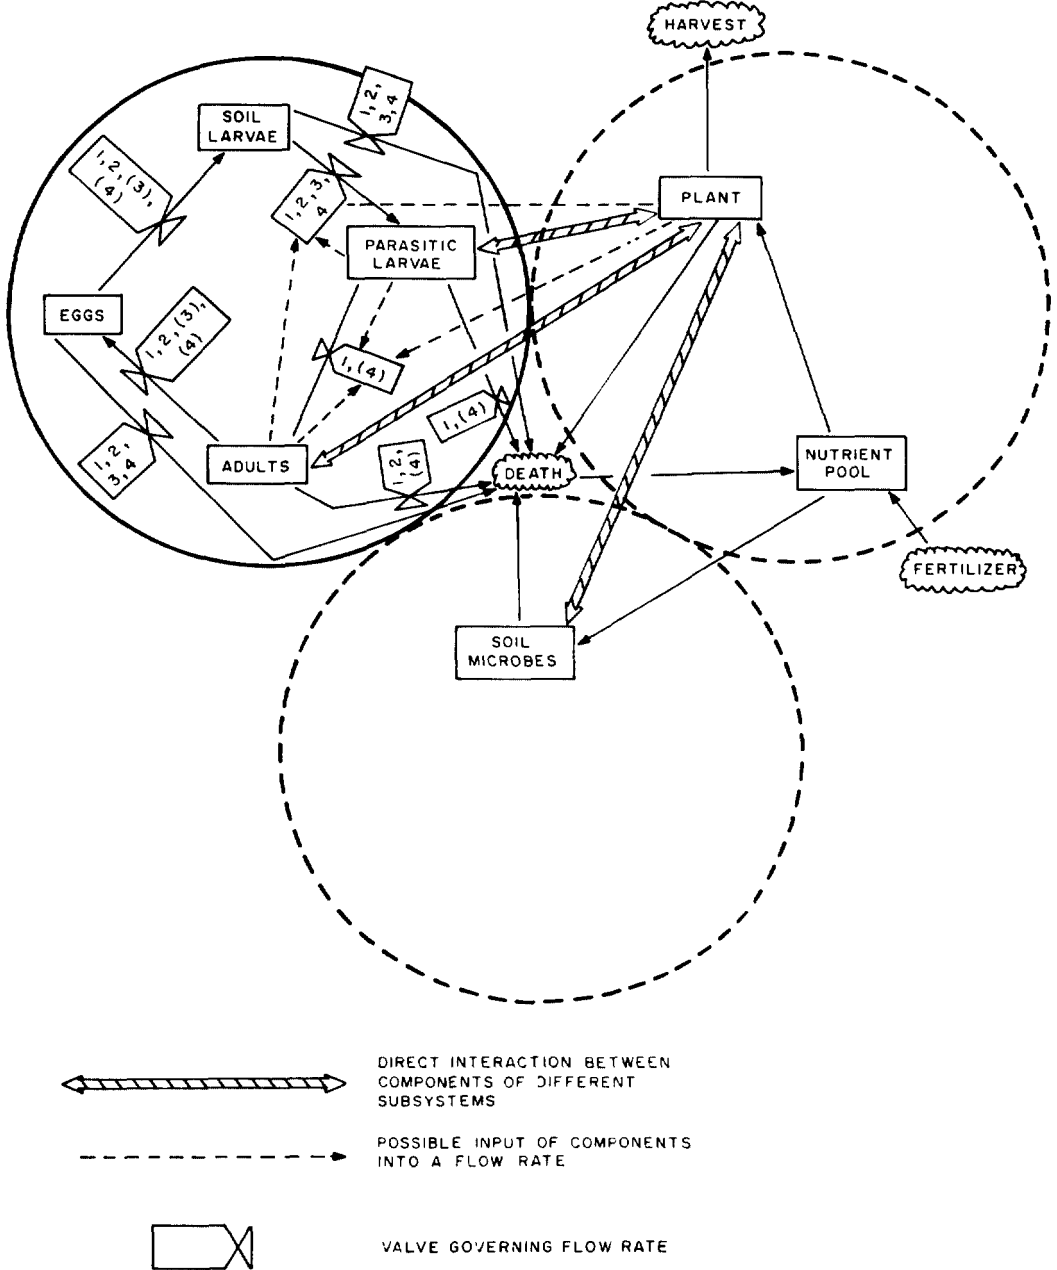 HARVEST
1, 2,
3, 4
SOIL
LARVAE
1, 2, (3),
(4)
1, 2, 3,
4
PLANT
PARASITIC
LARVAE
EGGS
1, 2, (3),
(4)
1, (4)
1, (4)
1, 2,
3, 4
ADULTS
1, 2,
(4)
DEATH
NUTRIENT
POOL
FERTILIZER
SOIL
MICROBES
DIRECT INTERACTION BETWEEN
COMPONENTS OF DIFFERENT
SUBSYSTEMS
POSSIBLE INPUT OF COMPONENTS
INTO A FLOW RATE
VALVE GOVERNING FLOW RATE